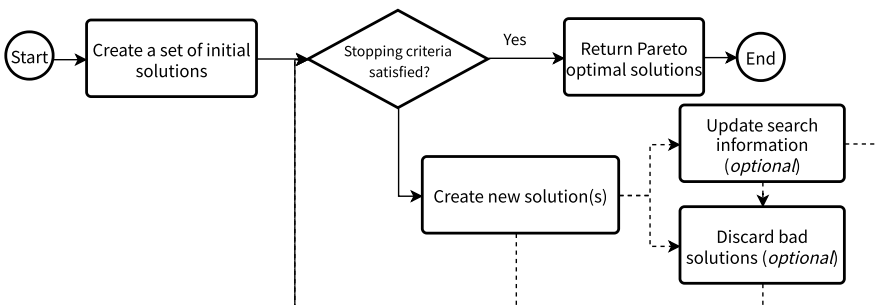 Start
Create a set of initial
solutions
Stopping criteria
satisfied?
Yes
Return Pareto
optimal solutions
End
Update search
information
(optional)
Create new solution(s)
Discard bad
solutions (optional)